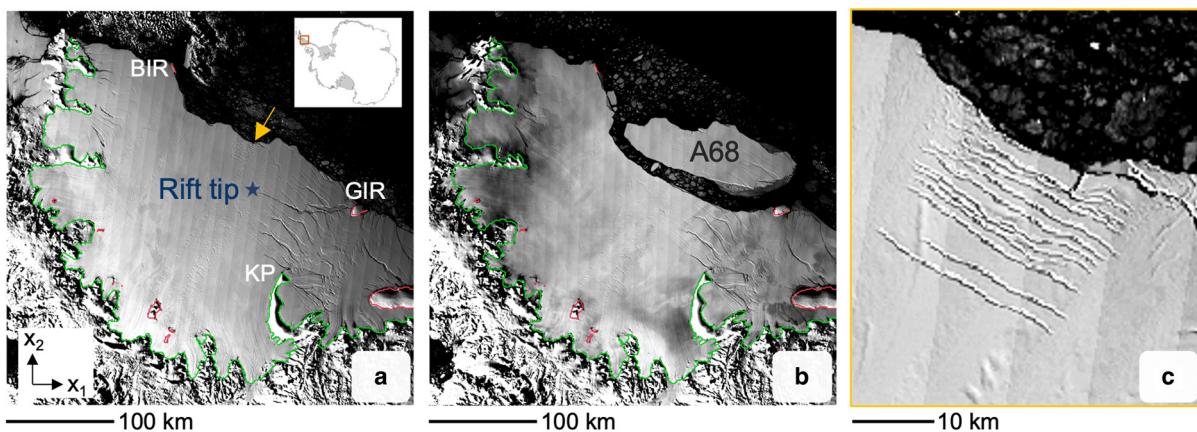 BIR
GIR
Rift tip
KP
x₂
x₁
a
100 km
A68
b
100 km
c
10 km